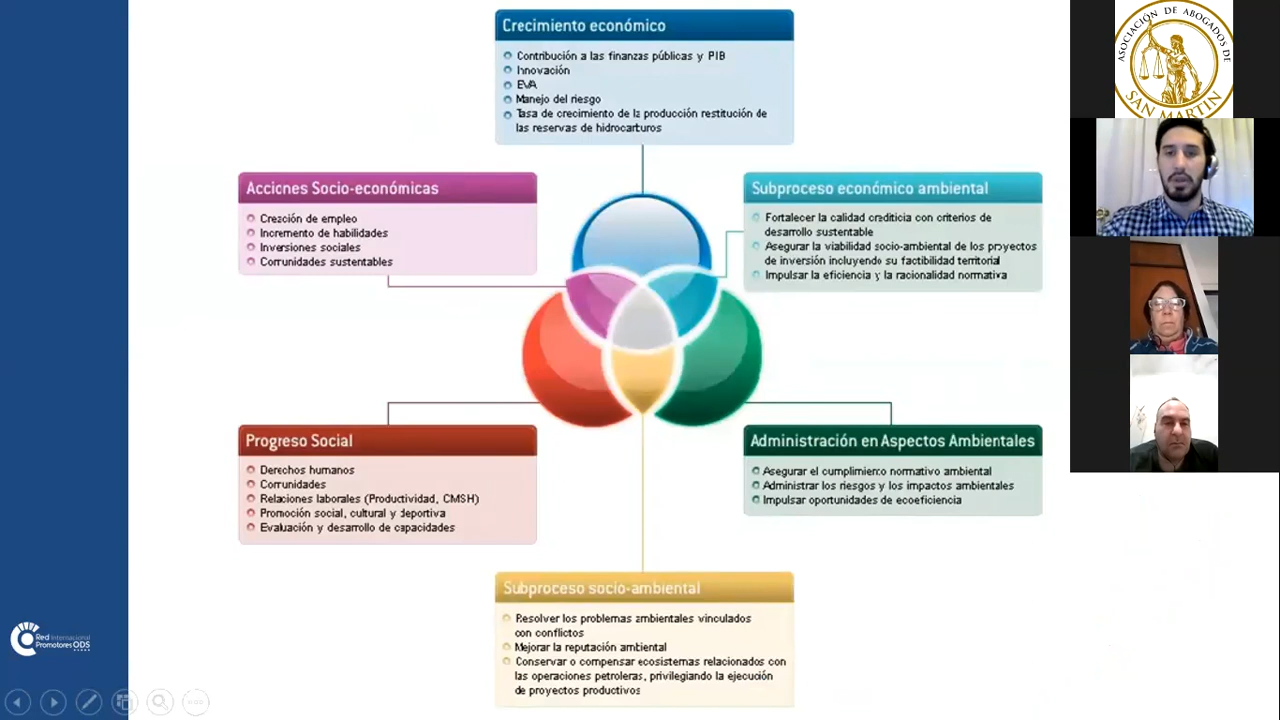 Crecimiento económico
Contribución a las finanzas públicas y PIB
Innovación
EVA
Manejo del riesgo
Tasa de crecimiento de la producción restitución de
las reservas de hidrocarburos
Acciones Socio-económicas
Creación de empleo
Incremento de habilidades
Inversiones sociales
Comunidades sustentables
Subproceso económico ambiental
Fortalecer la calidad crediticia con criterios de
desarrollo sustentable
Asegurar la viabilidad socio-ambiental de los proyectos
de inversión incluyendo su factibilidad territorial
Impulsar la eficiencia y la racionalidad normativa
Progreso Social
Derechos humanos
Comunidades
Relaciones laborales (Productividad, CMSH)
Promoción social, cultural y deportiva
Evaluación y desarrollo de capacidades
Administración en Aspectos Ambientales
Asegurar el cumplimiento normativo ambiental
Administrar los riesgos y los impactos ambientales
Impulsar oportunidades de ecoeficiencia
Subproceso socio-ambiental
Resolver los problemas ambientales vinculados
con conflictos
Mejorar la reputación ambiental
Conservar o compensar ecosistemas relacionados con
las operaciones petroleras, privilegiando la ejecución
de proyectos productivos
Red Internacional
Promotores ODS
ASOCIACIÓN DE ABOGADOS DE
SAN MARTIN